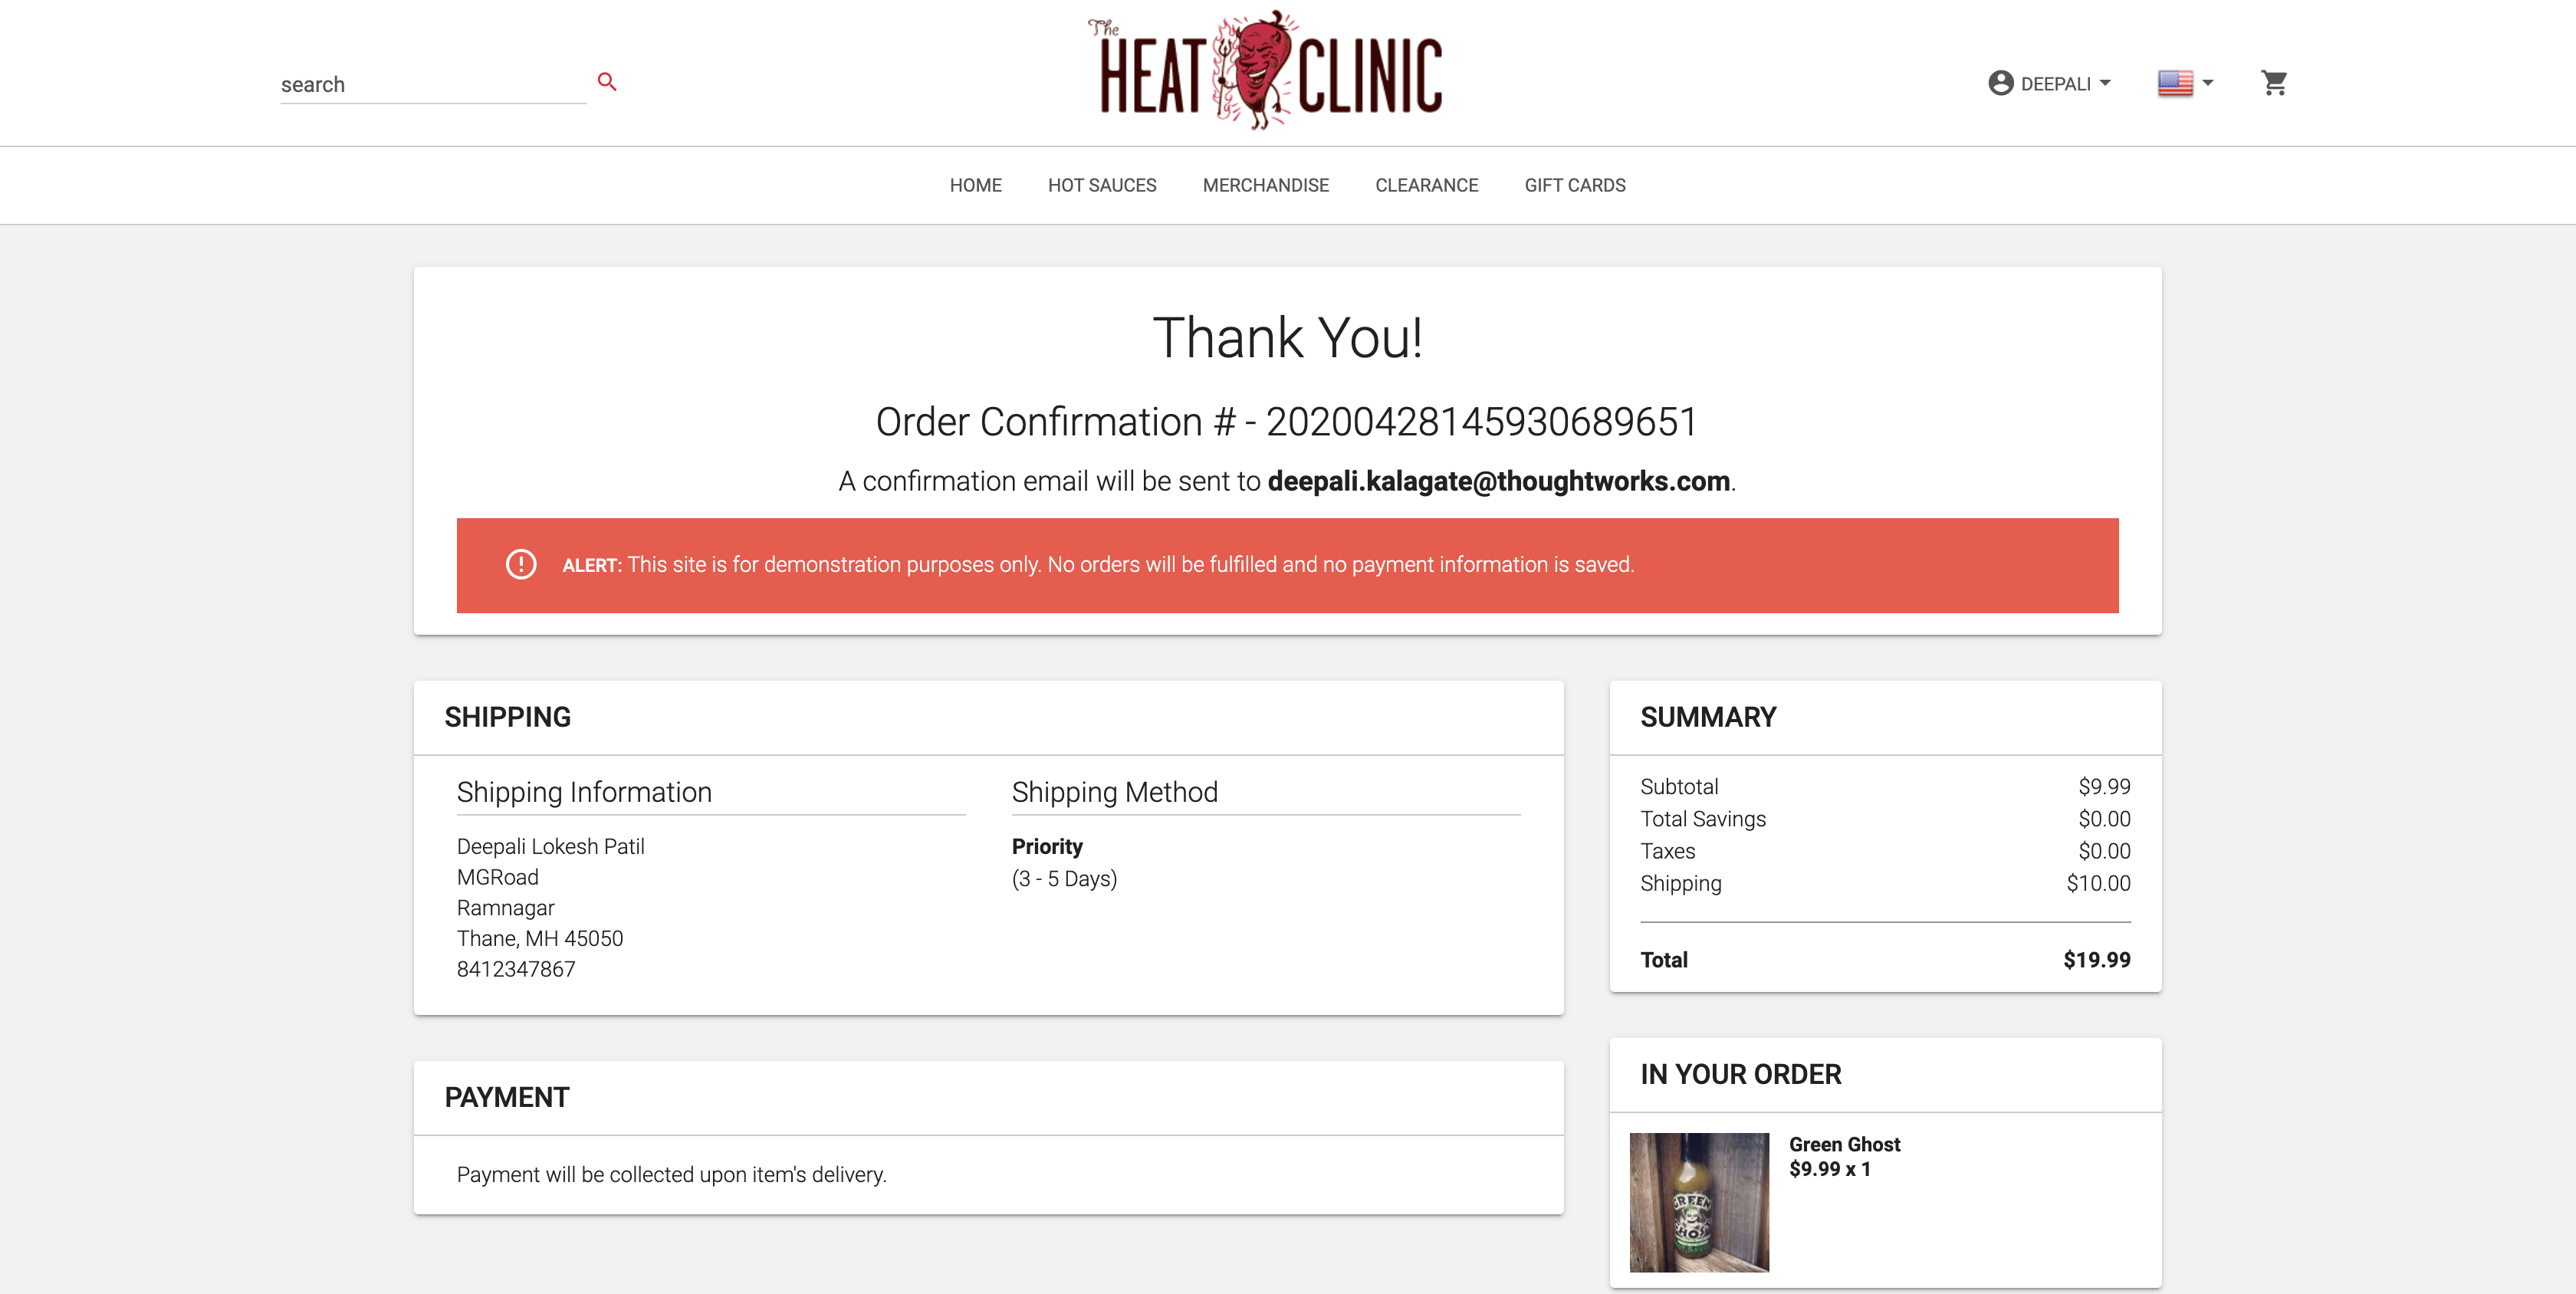 The
HEAT CLINIC
search
DEEPALI
HOME HOT SAUCES MERCHANDISE CLEARANCE GIFT CARDS
Thank You!
Order Confirmation # - 20200428145930689651
A confirmation email will be sent to deepali.kalagate@thoughtworks.com.
ALERT: This site is for demonstration purposes only. No orders will be fulfilled and no payment information is saved.
SHIPPING
Shipping Information
Deepali Lokesh Patil
MGRoad
Ramnagar
Thane, MH 45050
8412347867
Shipping Method
Priority
(3 - 5 Days)
PAYMENT
Payment will be collected upon item's delivery.
SUMMARY
Subtotal $9.99
Total Savings $0.00
Taxes $0.00
Shipping $10.00
Total $19.99
IN YOUR ORDER
Green Ghost
$9.99 x 1
GREEN
GHOST